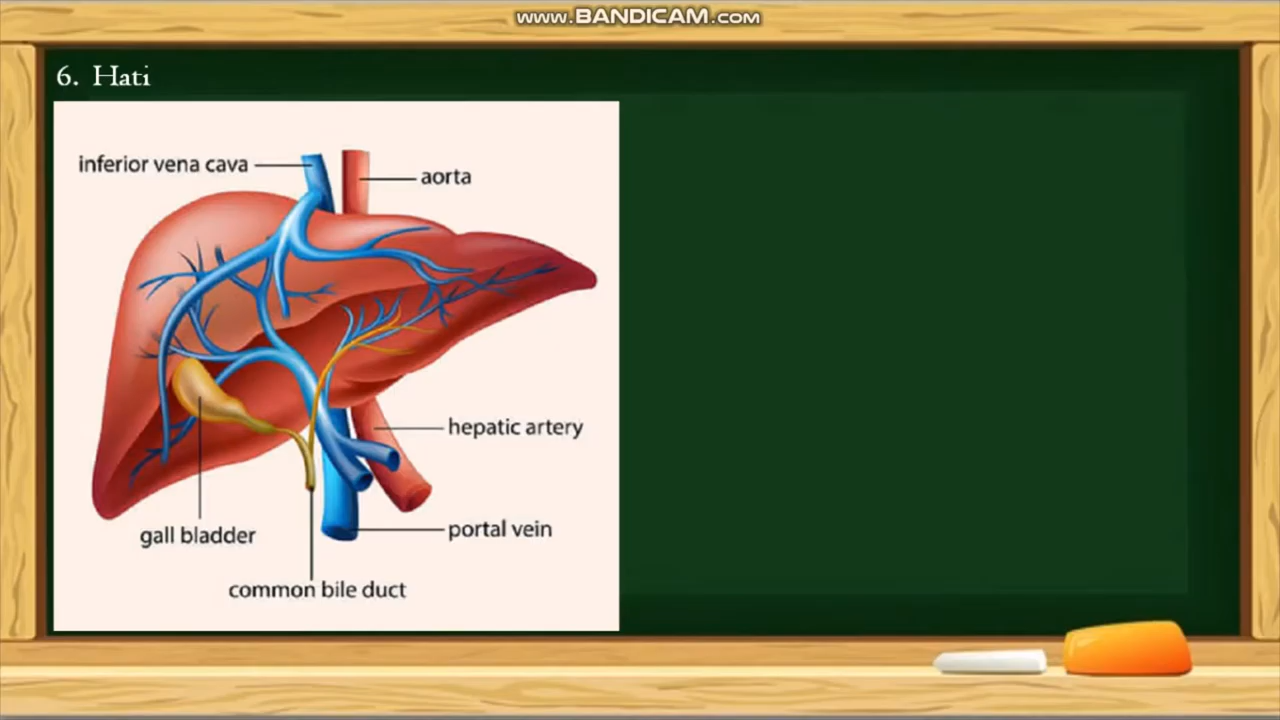 www.BANDICAM.com
6. Hati
inferior vena cava
aorta
hepatic artery
portal vein
gall bladder
common bile duct